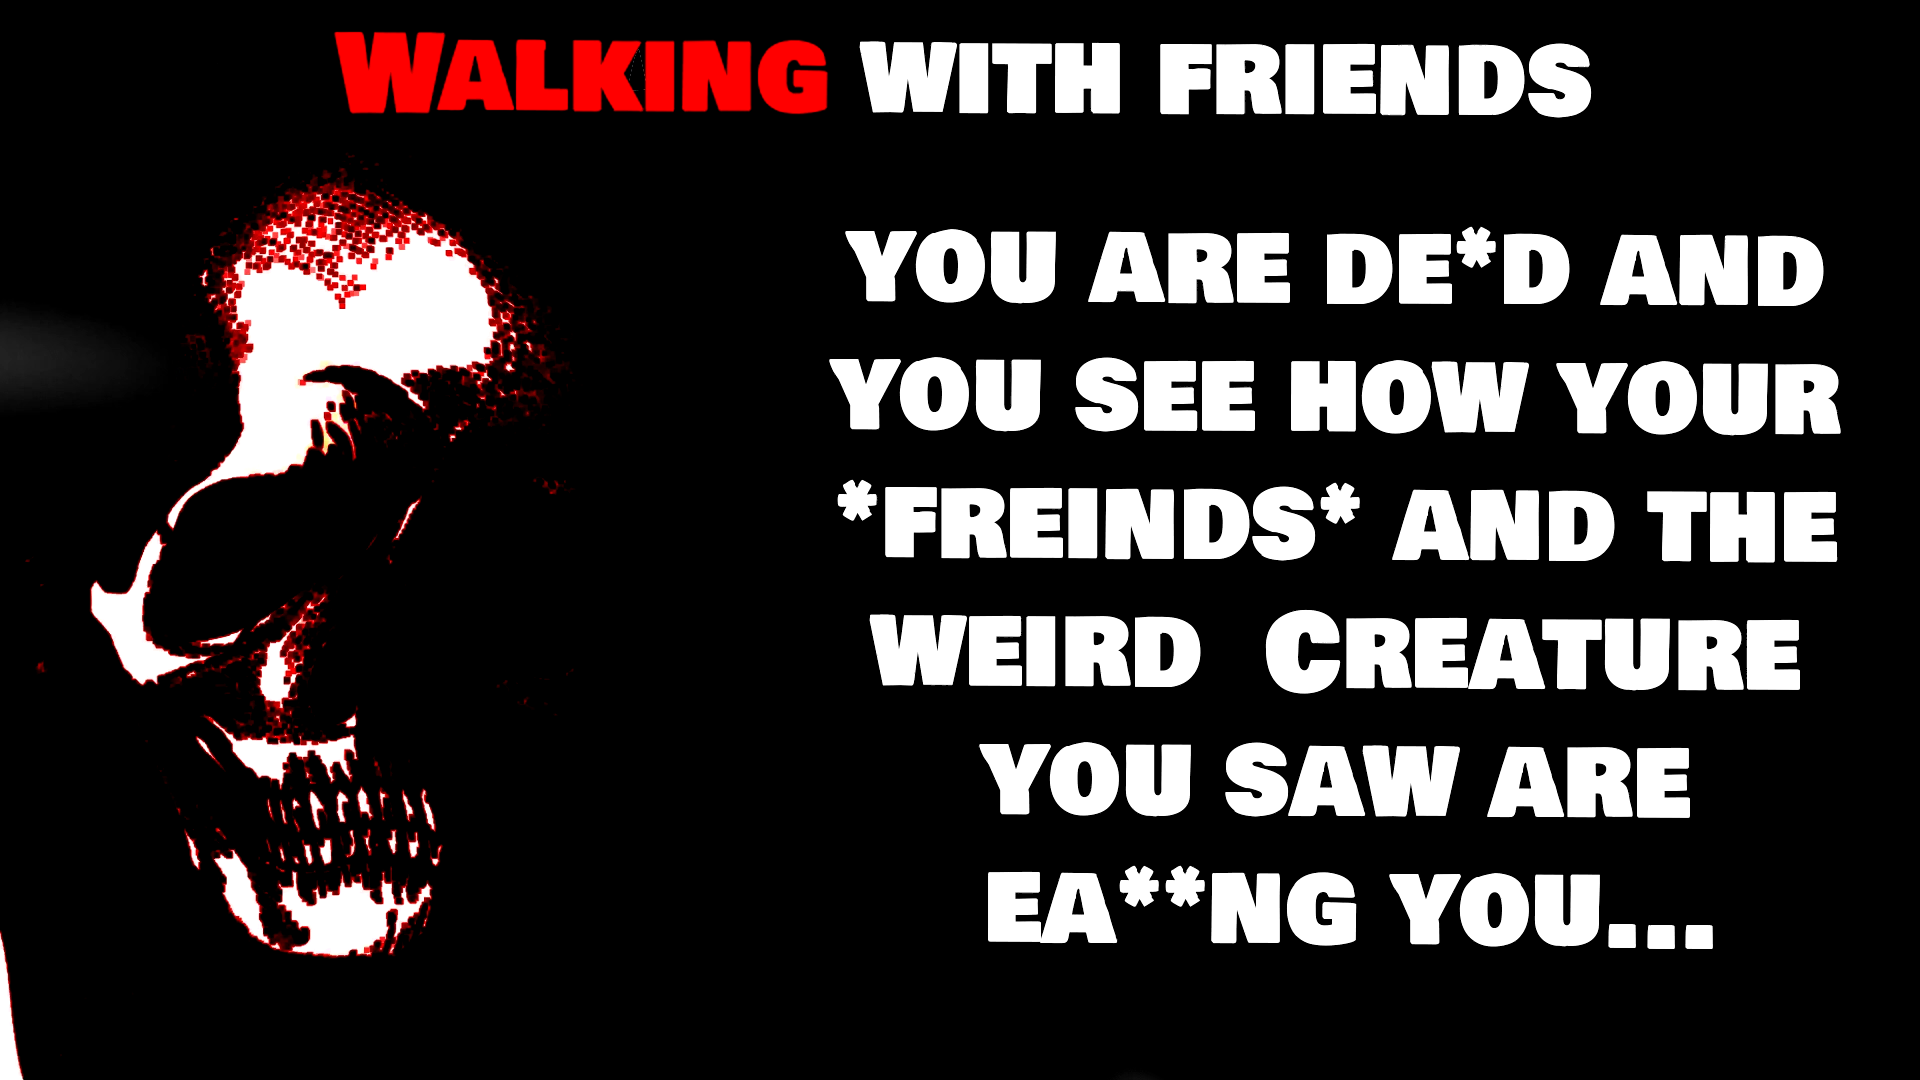 WALKING WITH FRIENDS
YOU ARE DE*D AND
YOU SEE HOW YOUR
*FREINDS* AND THE
WEIRD CREATURE
YOU SAW ARE
EA**NG YOU...